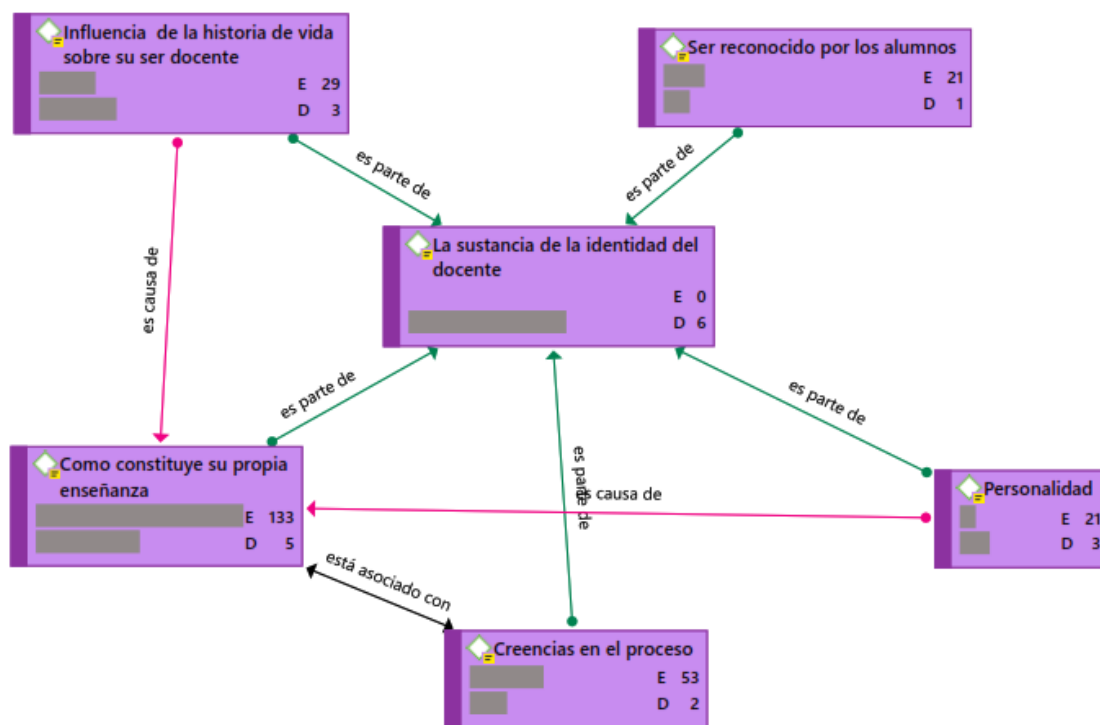 Influencia de la historia de vida
sobre su ser docente
E 29
D 3
Ser reconocido por los alumnos
E 21
D 1
es parte de
es parte de
es causa de
La sustancia de la identidad del
docente
E 0
D 6
es parte de
es parte de
es parte de
es causa de
Como constituye su propia
enseñanza
E 133
D 5
Personalidad
E 21
D 3
está asociado con
Creencias en el proceso
E 53
D 2